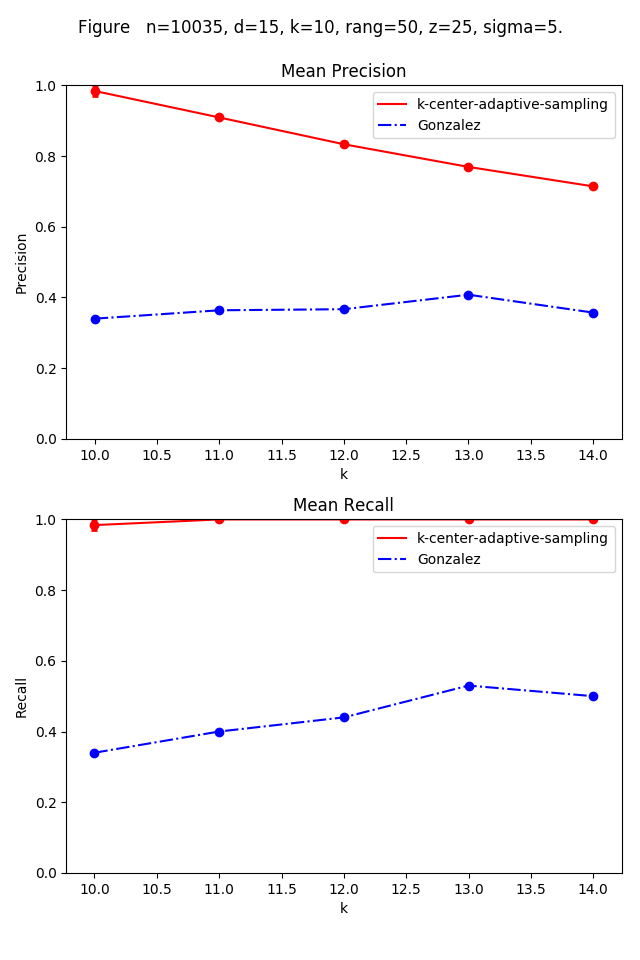 Figure   n=10035, d=15, k=10, rang=50, z=25, sigma=5.
Mean Precision
k-center-adaptive-sampling
Gonzalez
Precision
1.0
0.8
0.6
0.4
0.2
0.0
10.0 10.5 11.0 11.5 12.0 12.5 13.0 13.5 14.0
k
Mean Recall
k-center-adaptive-sampling
Gonzalez
Recall
1.0
0.8
0.6
0.4
0.2
0.0
10.0 10.5 11.0 11.5 12.0 12.5 13.0 13.5 14.0
k